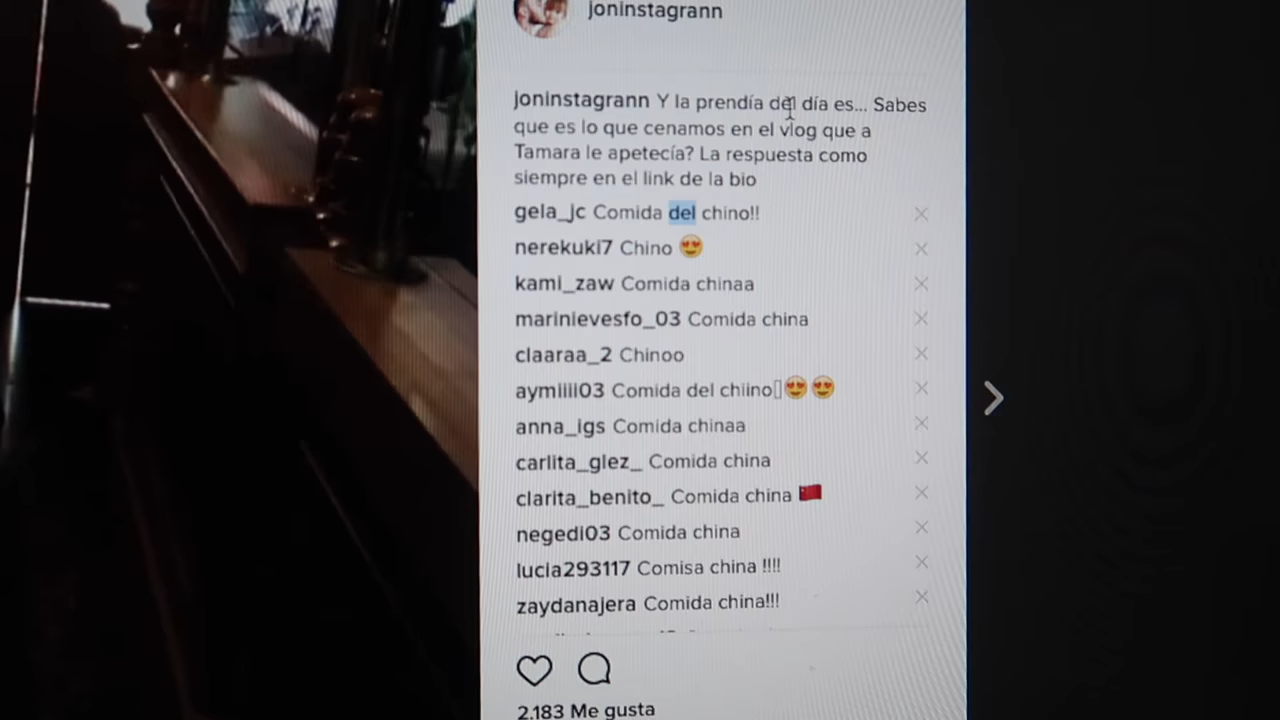 joninstagrann
joninstagrann Y la prendía del día es... Sabes
que es lo que cenamos en el vlog que a
Tamara le apetecía? La respuesta como
siempre en el link de la bio
gela_jc Comida del chino!!
nerekuki7 Chino 😍
kami_zaw Comida chinaa
marinievesfo_03 Comida china
claaraa_2 Chinoo
aymiiii03 Comida del chiino😍😍
anna_igs Comida chinaa
carlita_glez_ Comida china
clarita_benito_ Comida china 🇨🇳
negedi03 Comida china
lucia293117 Comisa china !!!!
zaydanajera Comida china!!!
2.183 Me gusta